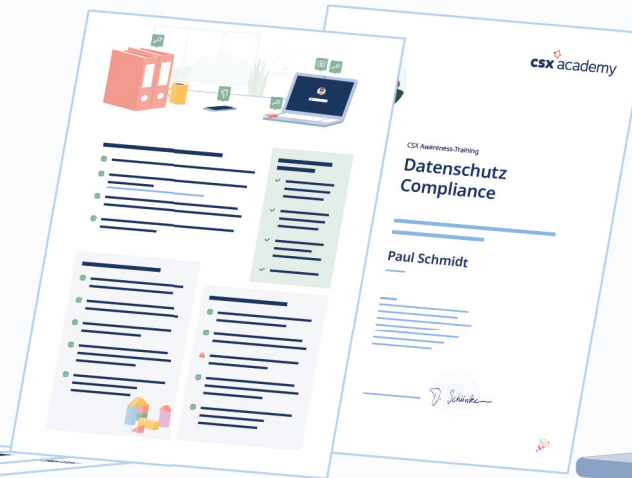 csx academy
CSX Awareness-Training
Datenschutz
Compliance
Paul Schmidt